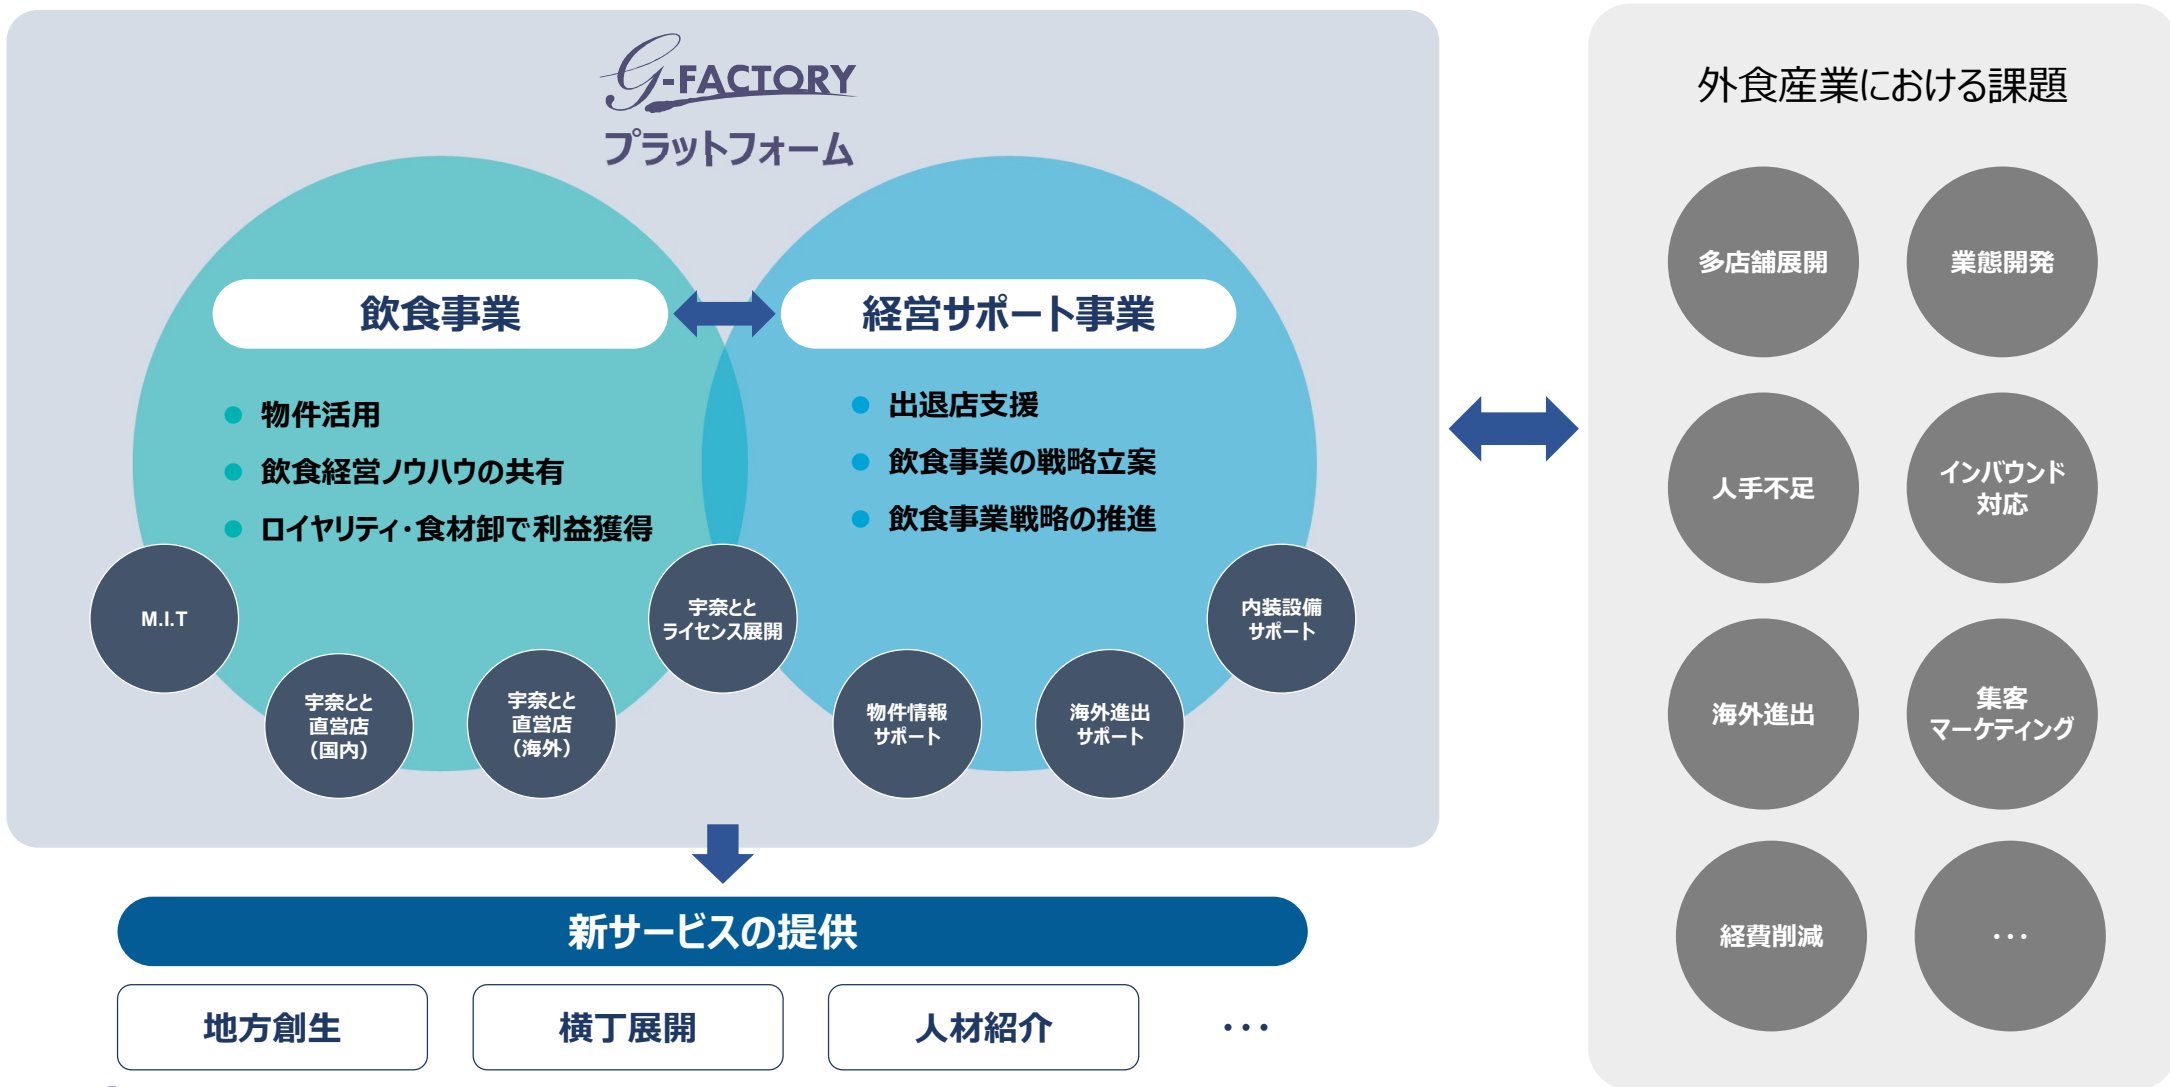 G-FACTORY
プラットフォーム
飲食事業
物件活用
飲食経営ノウハウの共有
ロイヤリティ・食材卸で利益獲得
経営サポート事業
出退店支援
飲食事業の戦略立案
飲食事業戦略の推進
M.I.T
宇奈とと
直営店
（国内）
宇奈とと
直営店
（海外）
宇奈とと
ライセンス展開
物件情報
サポート
海外進出
サポート
内装設備
サポート
新サービスの提供
地方創生
横丁展開
人材紹介
・・・
外食産業における課題
多店舗展開
業態開発
人手不足
インバウンド
対応
海外進出
集客
マーケティング
経費削減
・・・